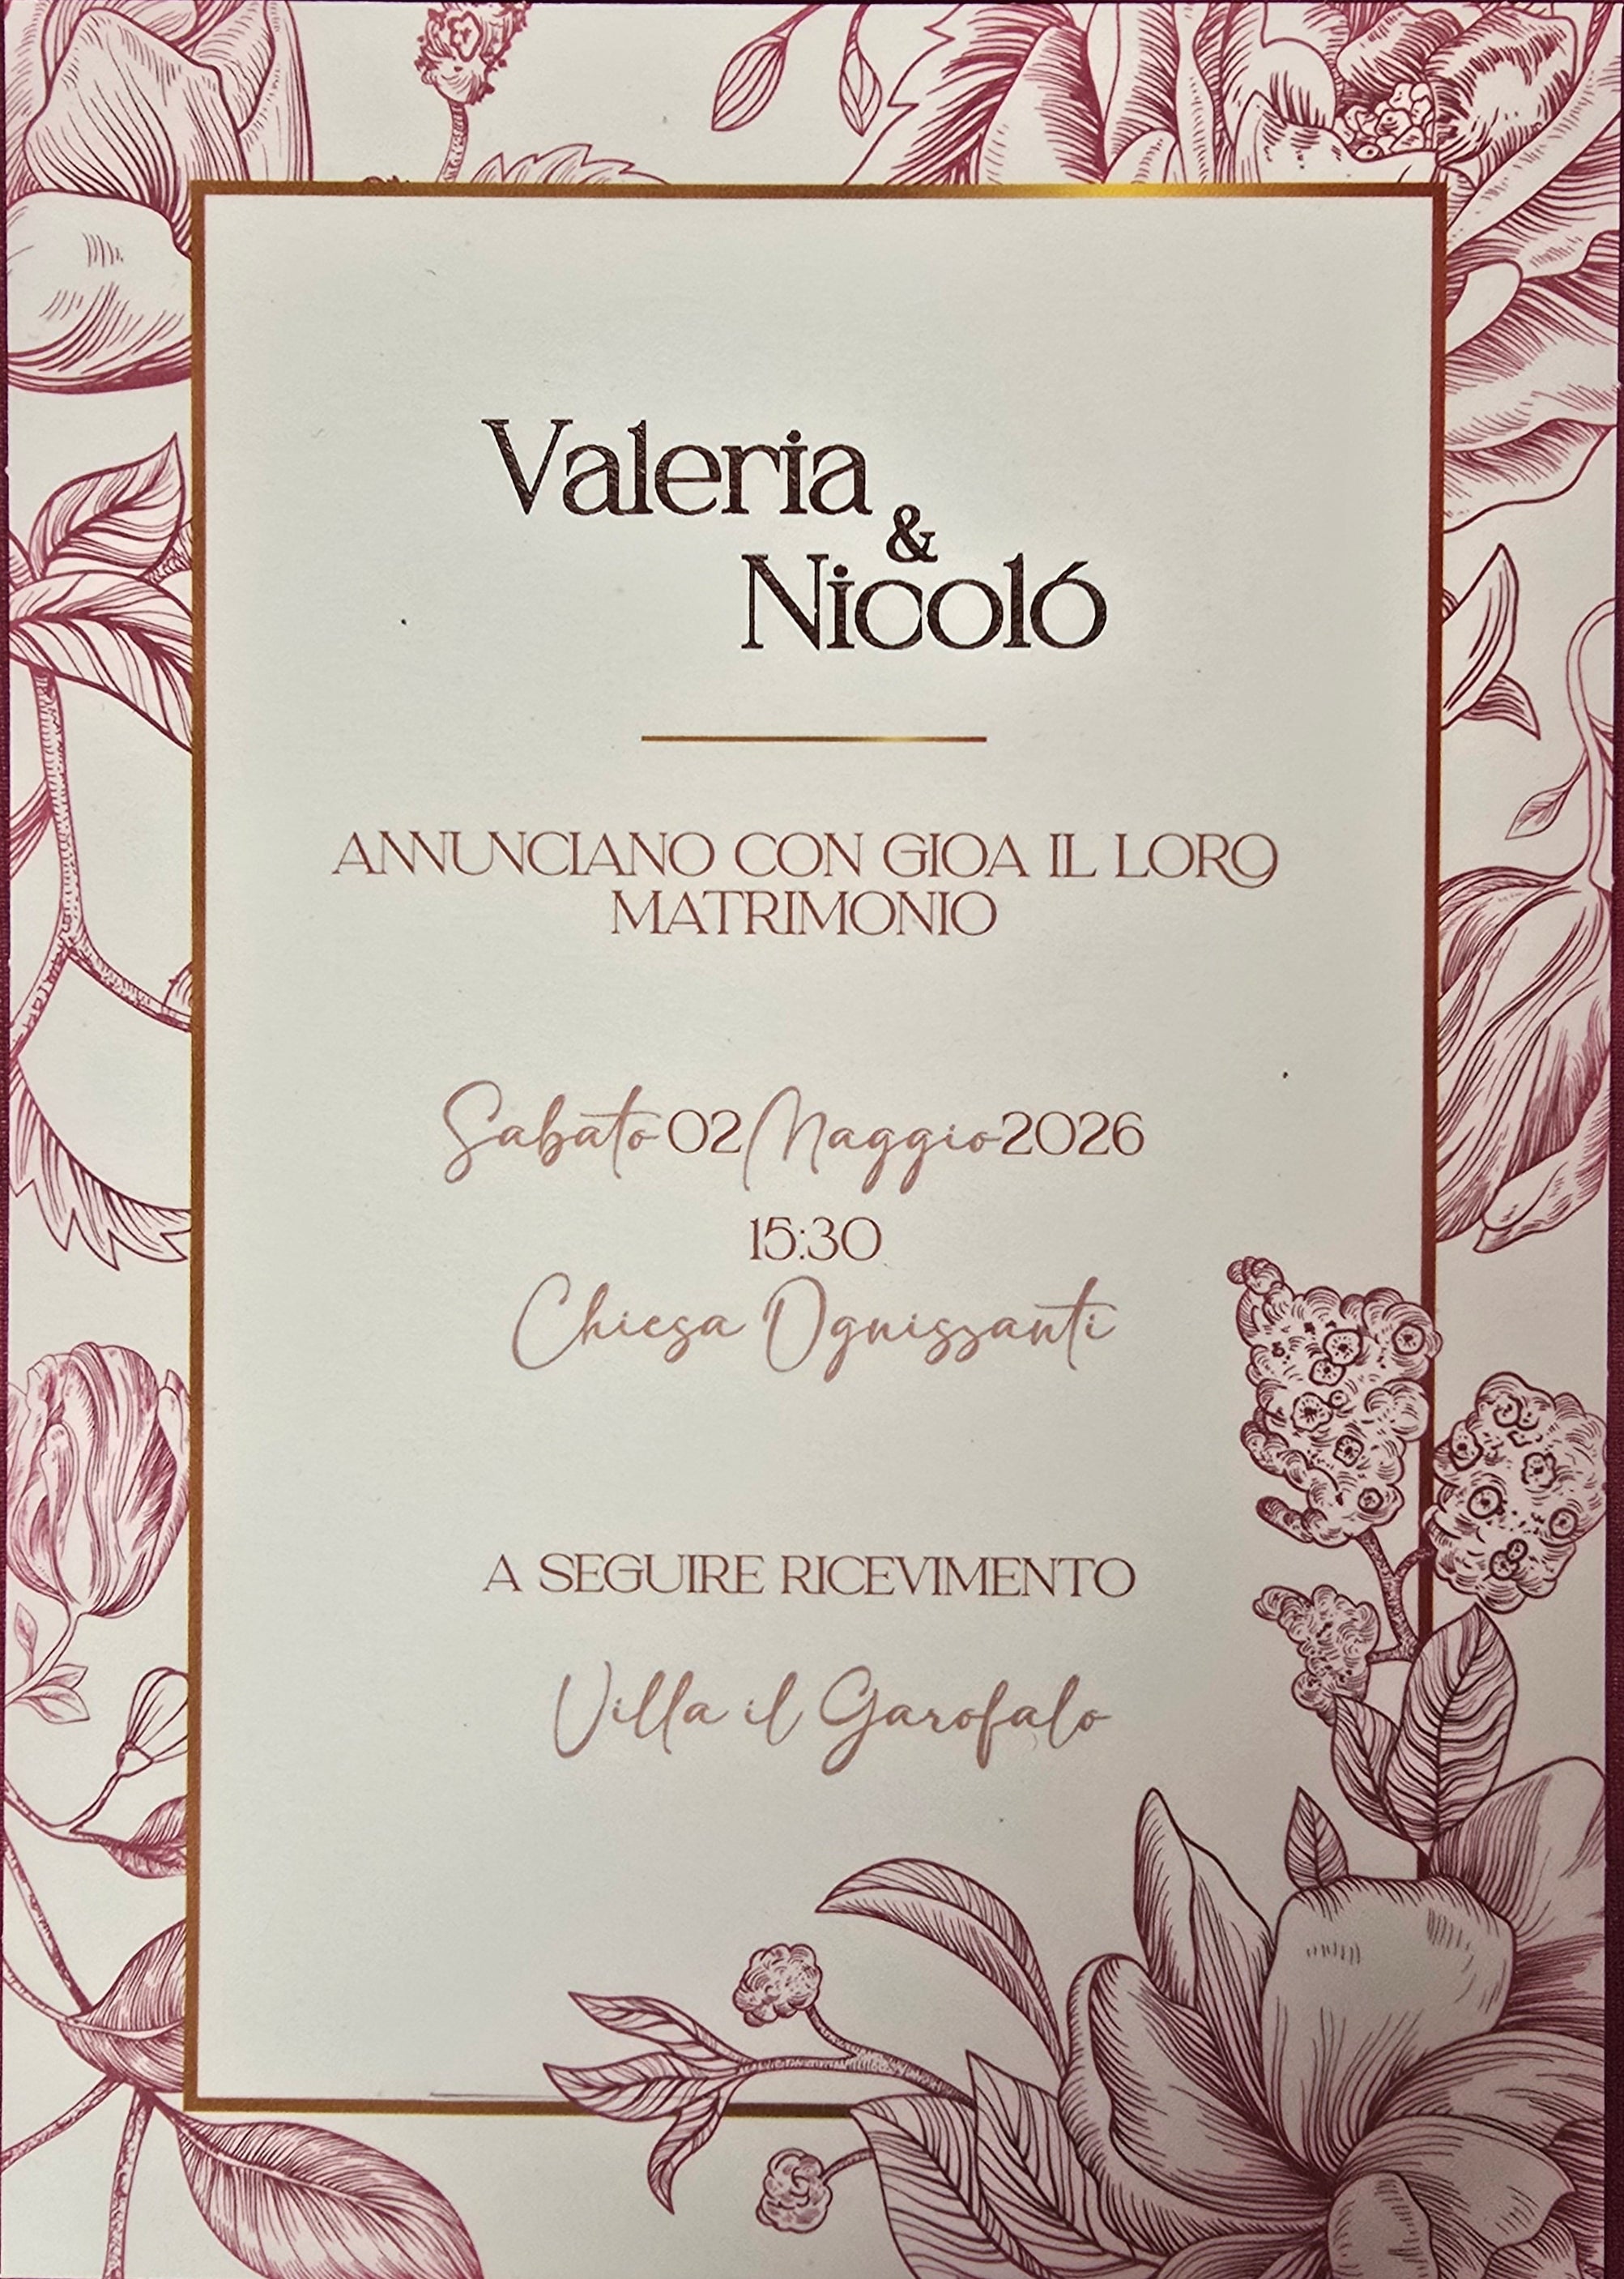 Valeria
&
Nicoló
ANNUNCIANO CON GIOA IL LORO
MATRIMONIO
Sabato 02 Maggio 2026
15:30
Chiesa Ognissanti
A SEGUIRE RICEVIMENTO
Villa il Garofalo